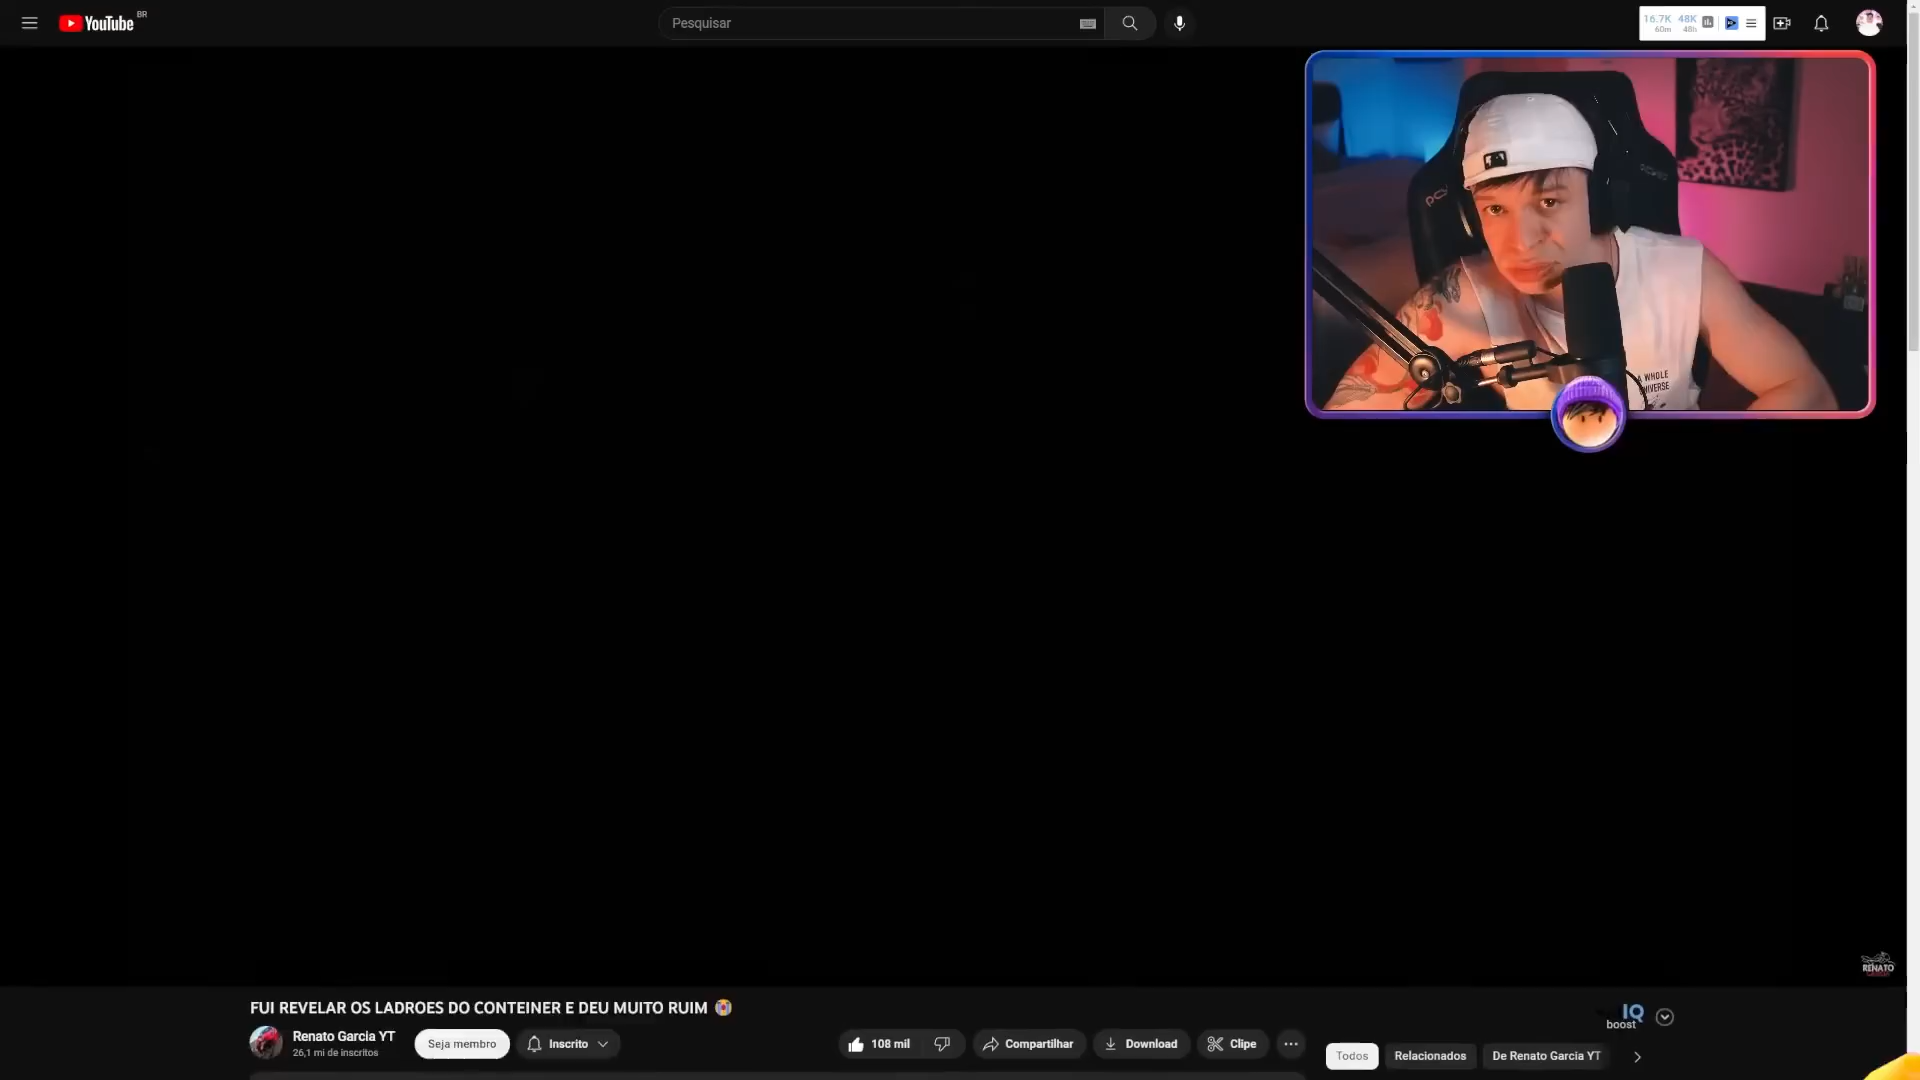 YouTube BR
Pesquisar
16.7K 48K
60m 48h
A WHOLE
UNIVERSE
RENATO
GARCIA
FUI REVELAR OS LADROES DO CONTEINER E DEU MUITO RUIM 😭
Renato Garcia YT
26,1 mi de inscritos
Seja membro
Inscrito
108 mil
Compartilhar
Download
Clipe
IQ
boost
Todos
Relacionados
De Renato Garcia YT